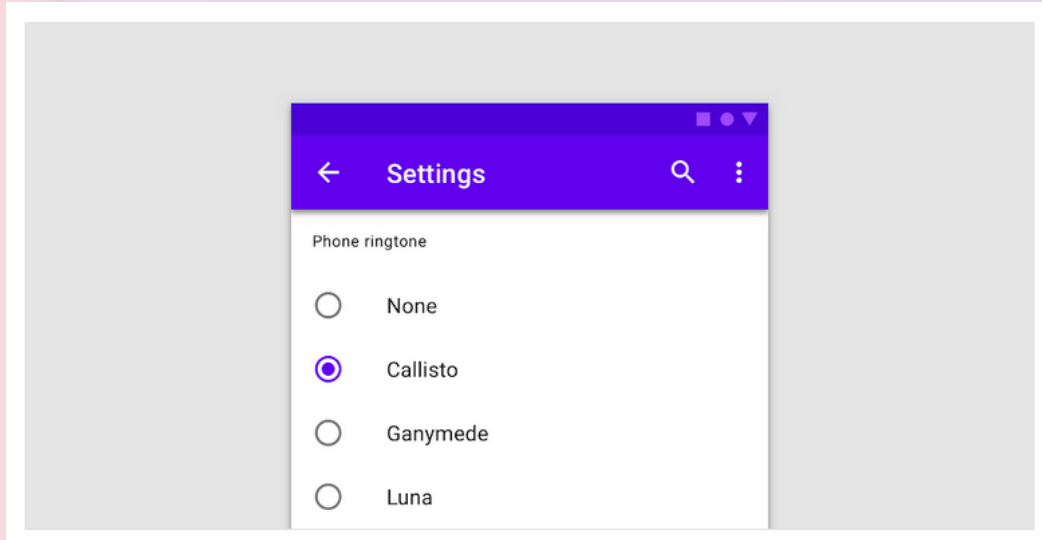 Settings
Phone ringtone
None
Callisto
Ganymede
Luna